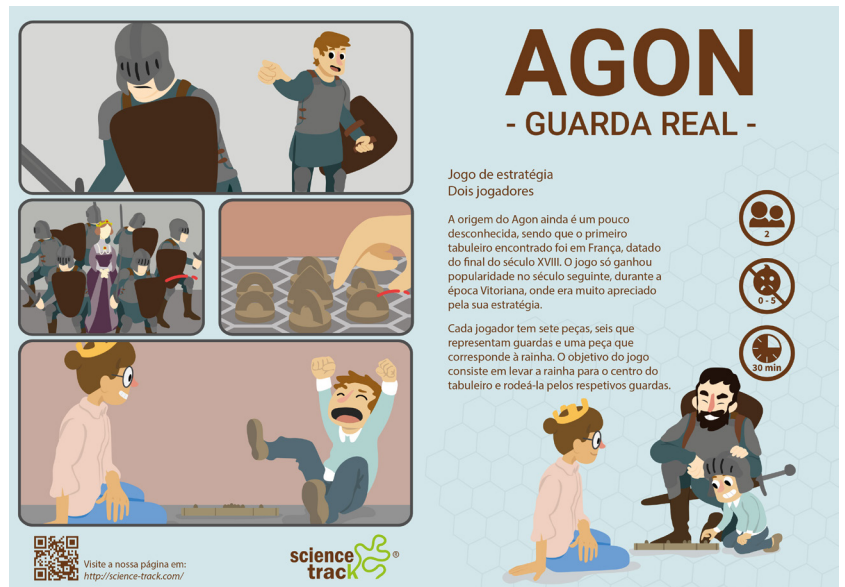 AGON
- GUARDA REAL -
Jogo de estratégia
Dois jogadores
A origem do Agon ainda é um pouco
desconhecida, sendo que o primeiro
tabuleiro encontrado foi em França, datado
do final do século XVIII. O jogo só ganhou
popularidade no século seguinte, durante a
época Vitoriana, onde era muito apreciado
pela sua estratégia.
Cada jogador tem sete peças, seis que
representam guardas e uma peça que
corresponde à rainha. O objetivo do jogo
consiste em levar a rainha para o centro do
tabuleiro e rodeá-la pelos respetivos guardas.
2
0 - 5
30 min
Visite a nossa página em:
http://science-track.com/
science
track
®